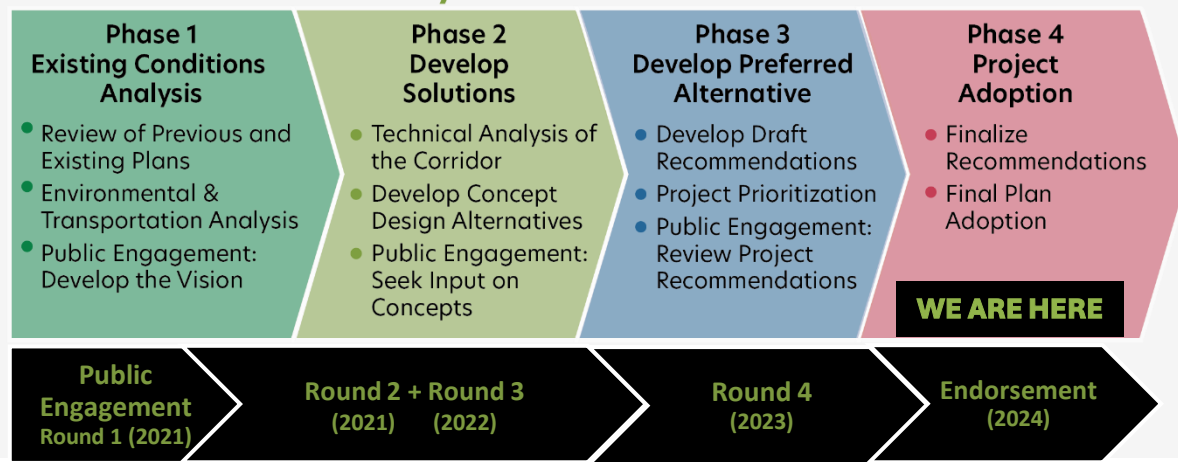 Phase 1
Existing Conditions
Analysis
• Review of Previous and
Existing Plans
• Environmental &
Transportation Analysis
• Public Engagement:
Develop the Vision
Phase 2
Develop
Solutions
• Technical Analysis of
the Corridor
• Develop Concept
Design Alternatives
• Public Engagement:
Seek Input on
Concepts
Phase 3
Develop Preferred
Alternative
• Develop Draft
Recommendations
• Project Prioritization
• Public Engagement:
Review Project
Recommendations
Phase 4
Project
Adoption
• Finalize
Recommendations
• Final Plan
Adoption
WE ARE HERE
Public
Engagement
Round 1 (2021)
Round 2 + Round 3
(2021) (2022)
Round 4
(2023)
Endorsement
(2024)